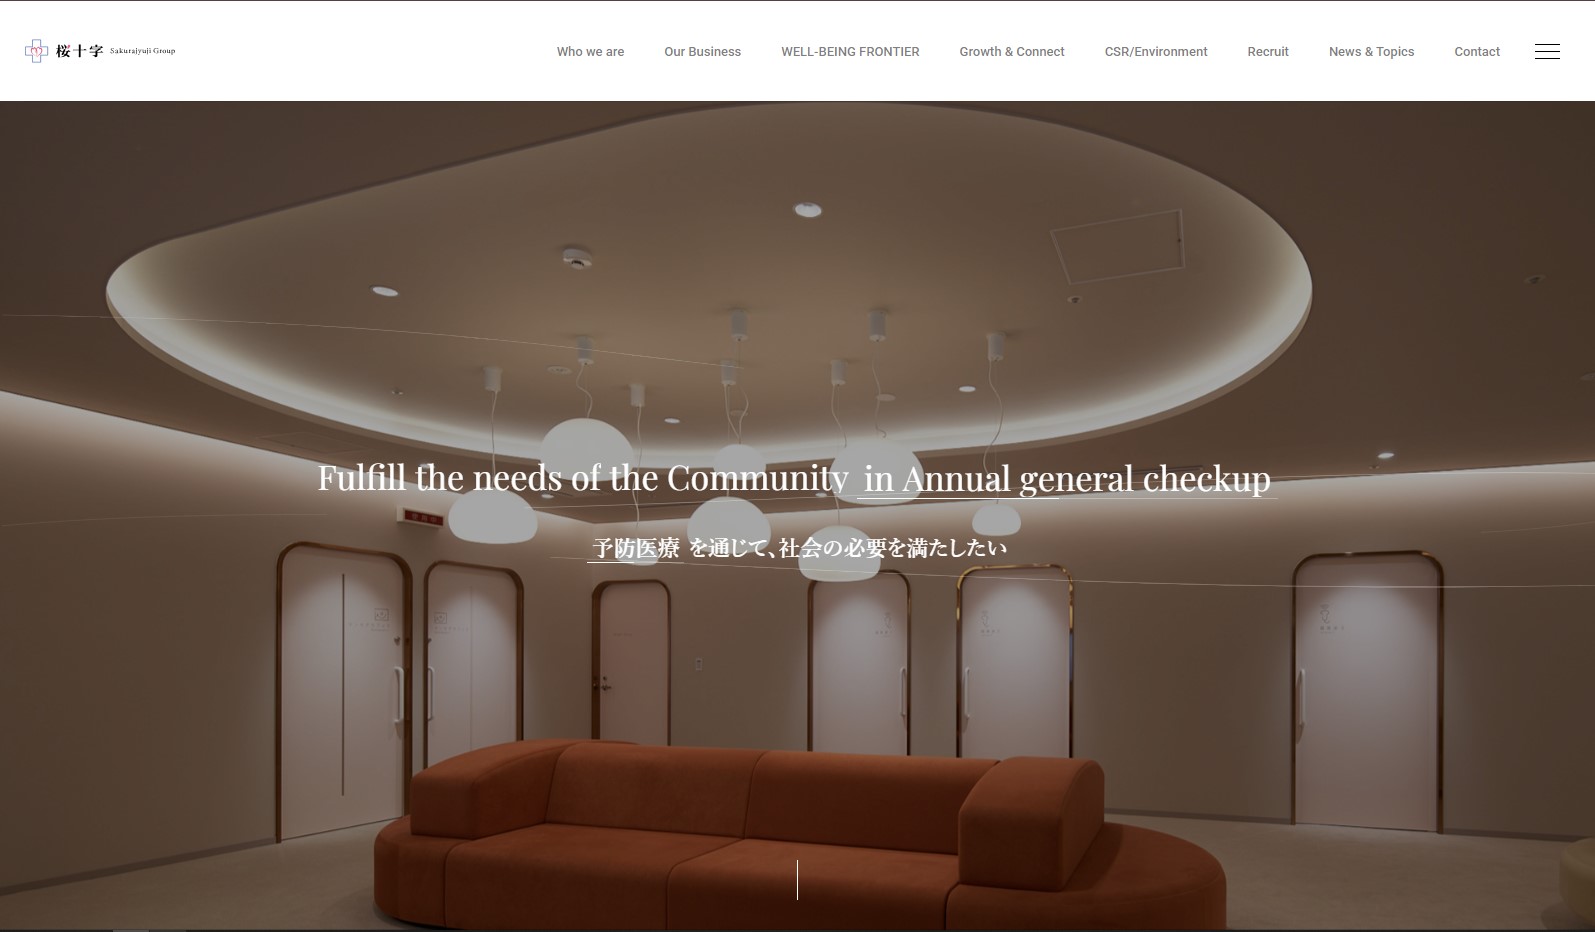 桜十字 Sakurajyuji Group
Who we are Our Business WELL-BEING FRONTIER Growth & Connect CSR/Environment Recruit News & Topics Contact
Fulfill the needs of the Community in Annual general checkup
予防医療 を通じて、社会の必要を満たしたい